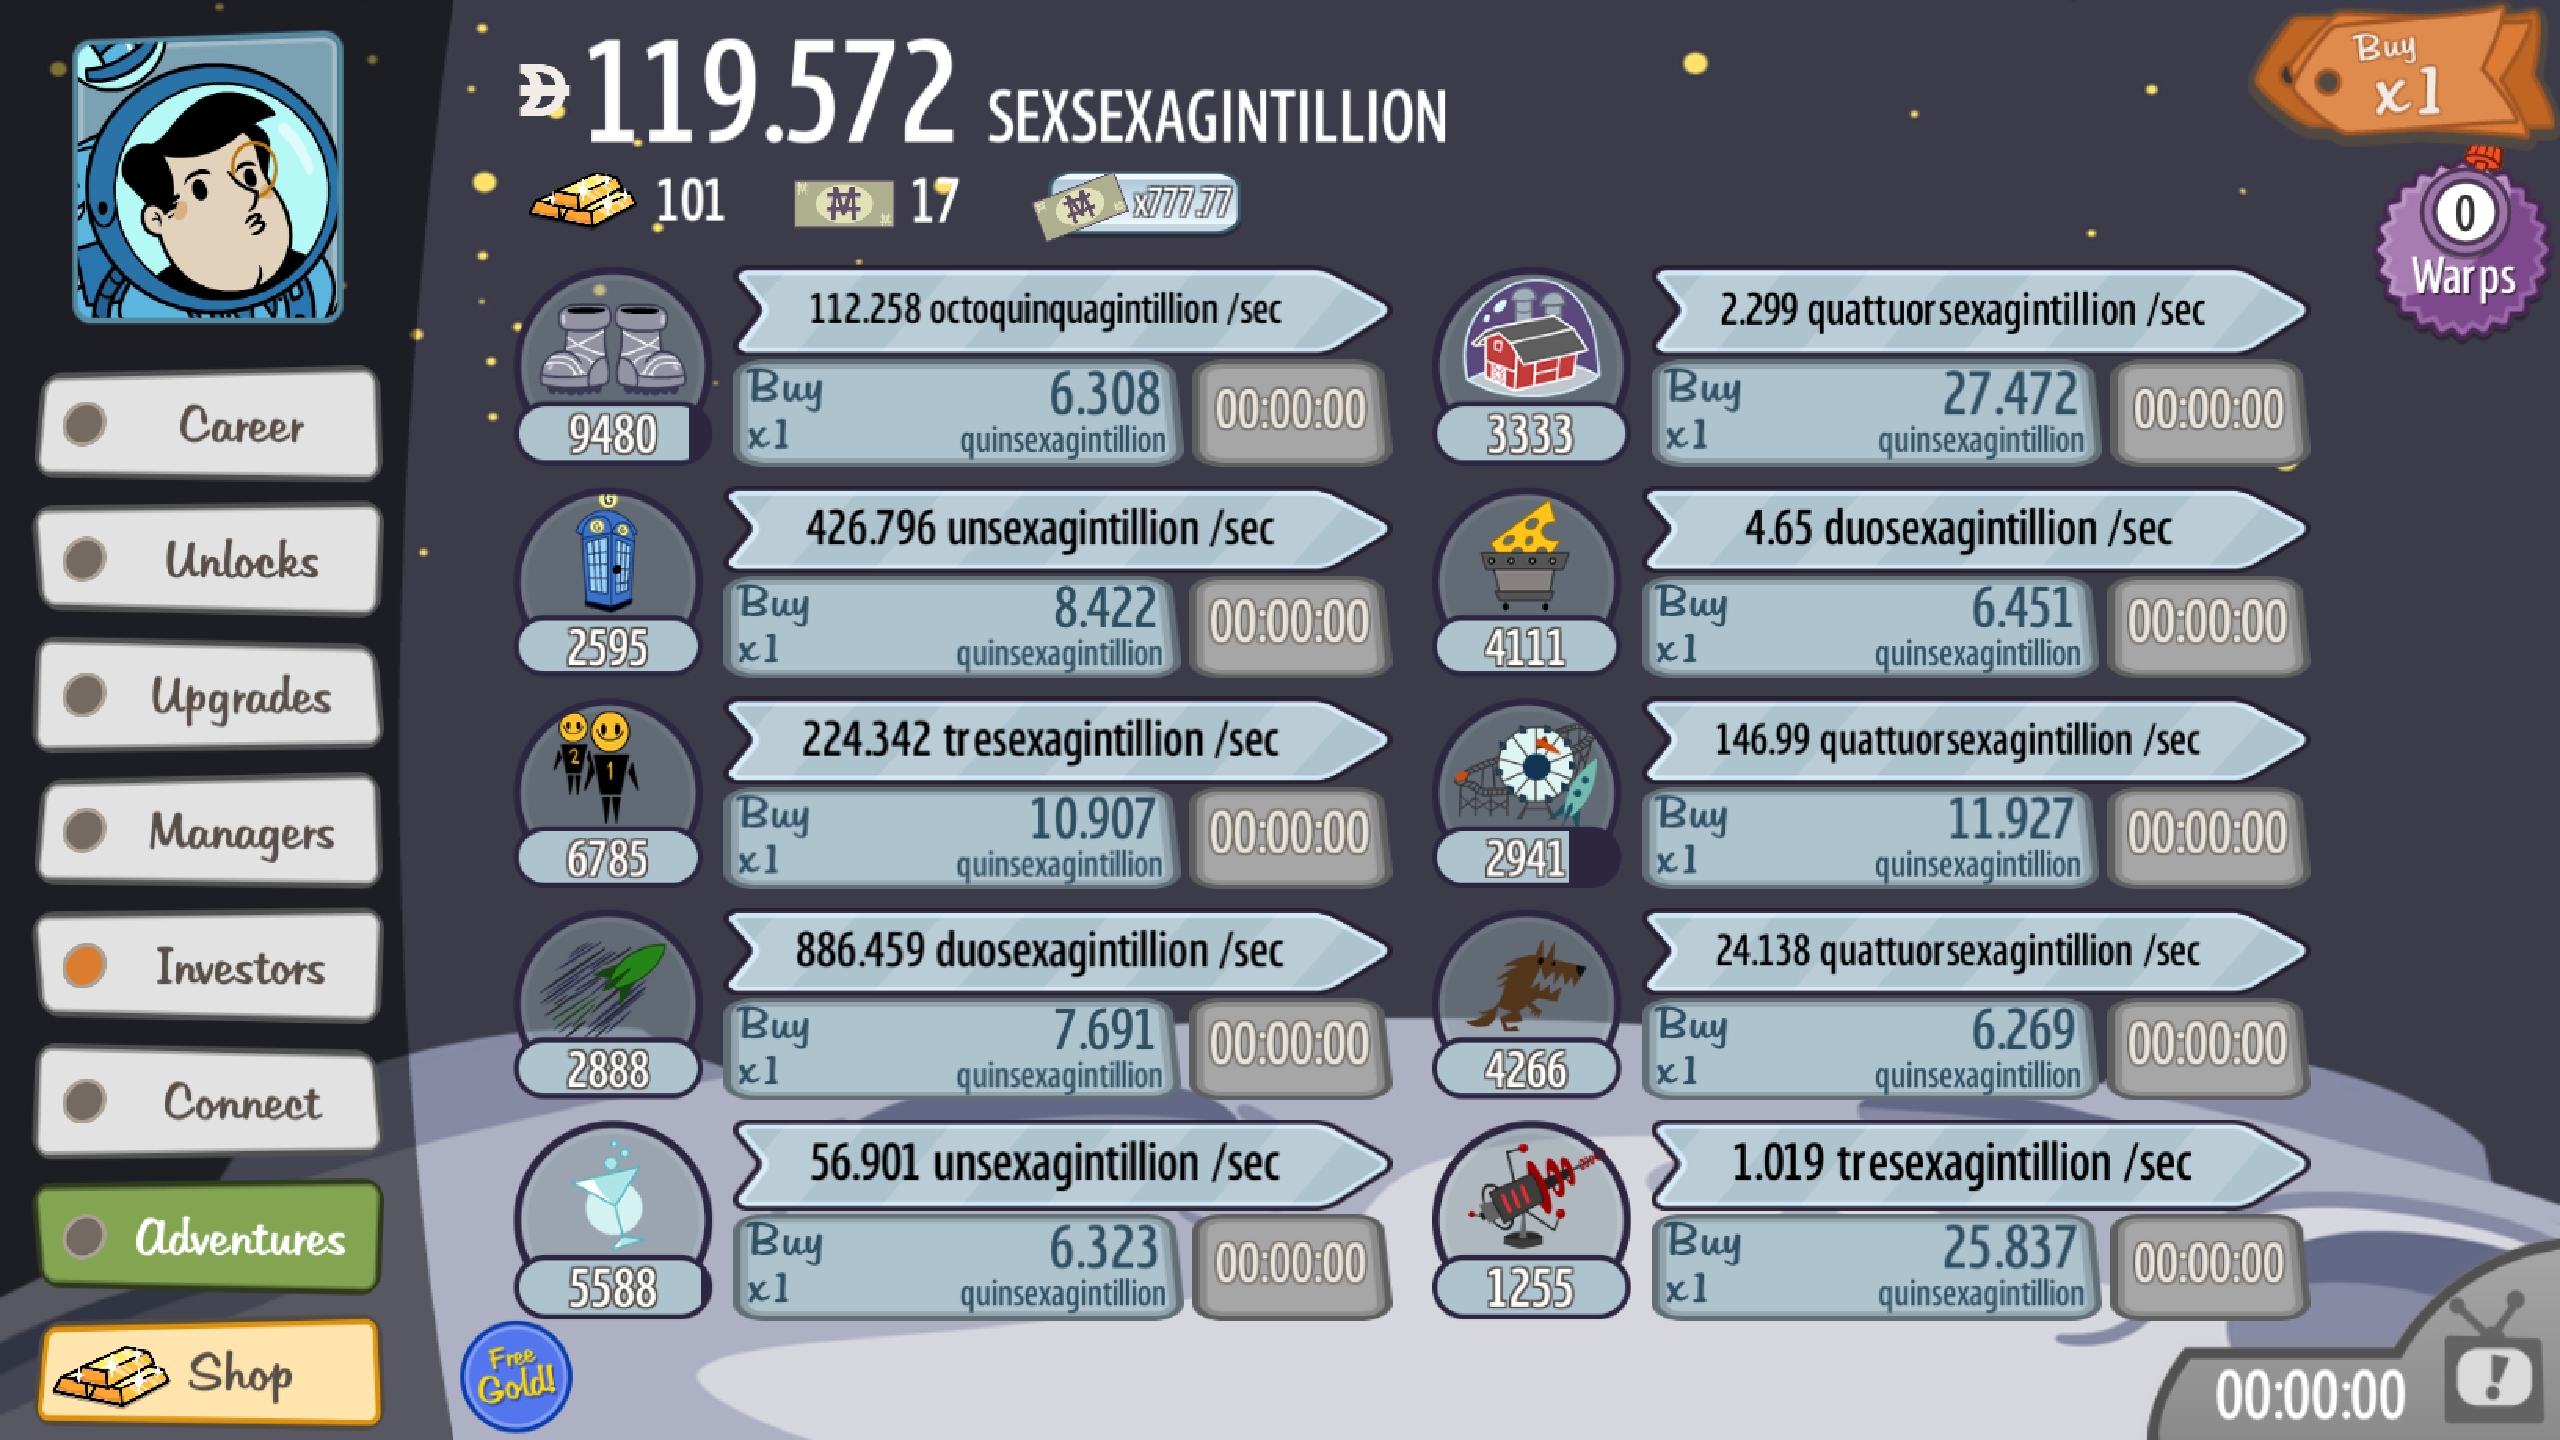 119.572 SEXSEXAGINTILLION
Buy
x1
101
17
x777.77
0
Warps
Career
Unlocks
Upgrades
Managers
Investors
Connect
Adventures
Shop
112.258 octoquinquagintillion /sec
9480
Buy
x1
6.308
quinsexagintillion
00:00:00
2.299 quattuorsexagintillion /sec
3333
Buy
x1
27.472
quinsexagintillion
00:00:00
G
426.796 unsexagintillion /sec
2595
Buy
x1
8.422
quinsexagintillion
00:00:00
4.65 duosexagintillion /sec
4111
Buy
x1
6.451
quinsexagintillion
00:00:00
2
1
224.342 tresexagintillion /sec
6785
Buy
x1
10.907
quinsexagintillion
00:00:00
146.99 quattuorsexagintillion /sec
2941
Buy
x1
11.927
quinsexagintillion
00:00:00
886.459 duosexagintillion /sec
2888
Buy
x1
7.691
quinsexagintillion
00:00:00
24.138 quattuorsexagintillion /sec
4266
Buy
x1
6.269
quinsexagintillion
00:00:00
56.901 unsexagintillion /sec
5588
Buy
x1
6.323
quinsexagintillion
00:00:00
1.019 tresexagintillion /sec
1255
Buy
x1
25.837
quinsexagintillion
00:00:00
Free
Gold!
00:00:00
!